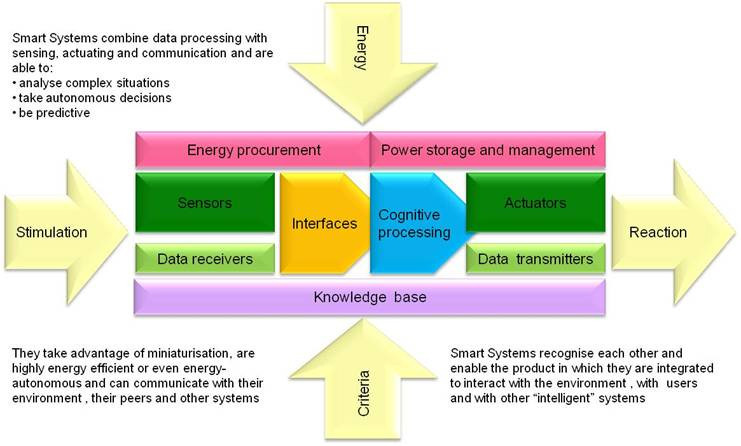 Smart Systems combine data processing with
sensing, actuating and communication and are
able to:
• analyse complex situations
• take autonomous decisions
• be predictive
Energy
Energy procurement
Power storage and management
Stimulation
Sensors
Interfaces
Cognitive
processing
Actuators
Reaction
Data receivers
Data transmitters
Knowledge base
They take advantage of miniaturisation, are
highly energy efficient or even energy-
autonomous and can communicate with their
environment , their peers and other systems
Criteria
Smart Systems recognise each other and
enable the product in which they are integrated
to interact with the environment , with users
and with other “intelligent” systems